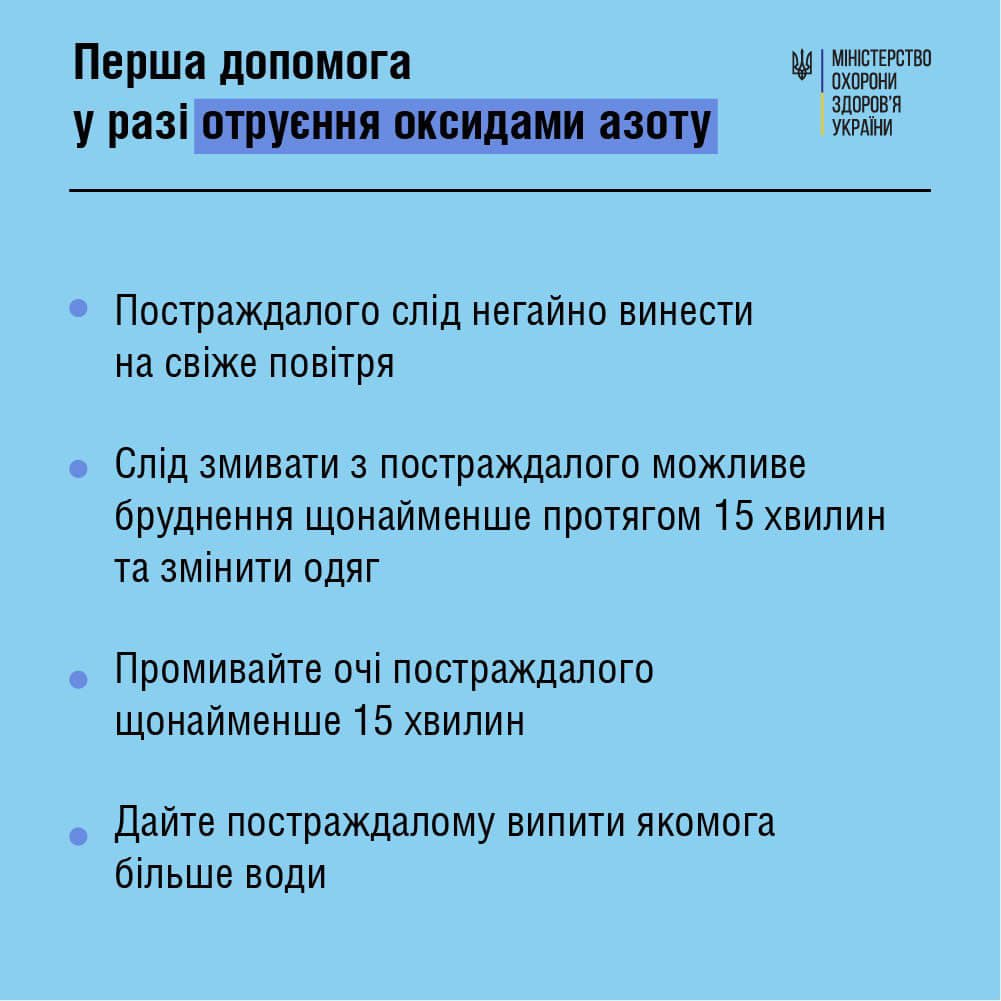 Перша допомога
у разі отруєння оксидами азоту
МІНІСТЕРСТВО
ОХОРОНИ
ЗДОРОВ'Я
УКРАЇНИ
Постраждалого слід негайно винести
на свіже повітря
Слід змивати з постраждалого можливе
бруднення щонайменше протягом 15 хвилин
та змінити одяг
Промивайте очі постраждалого
щонайменше 15 хвилин
Дайте постраждалому випити якомога
більше води